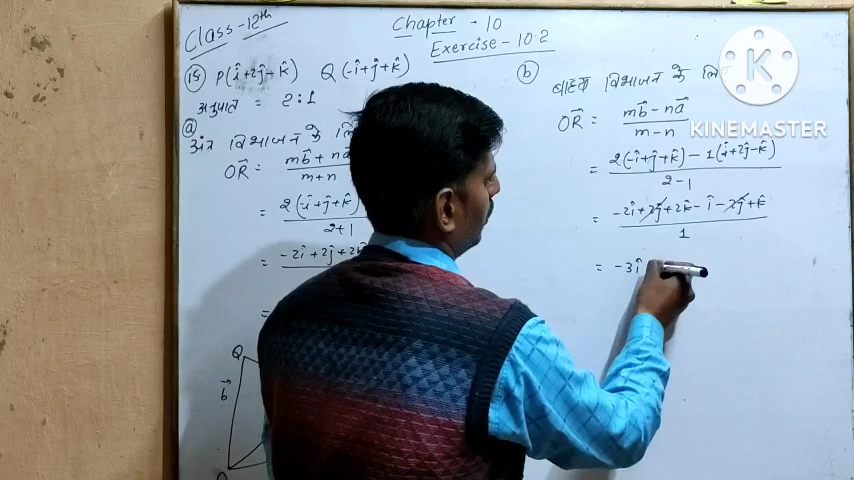 Class-12th
Chapter - 10
Exercise - 10.2
(15) P(î+2ĵ-k̂) Q(-î+ĵ+k̂)
अनुपात = 2:1
(a) अंतः विभाजन के
OR⃗ = mb⃗ + na⃗ / m+n
= 2(-î+ĵ+k̂) / 2+1
= -2î+2ĵ+2k̂
=
Q
b⃗
(b) बाह्य विभाजन के लि
OR⃗ = mb⃗ - na⃗ / m-n
= 2(-î+ĵ+k̂) - 1(î+2ĵ-k̂) / 2-1
= -2î+2ĵ+2k̂-î-2ĵ+k̂ / 1
= -3î
K
KINEMASTER